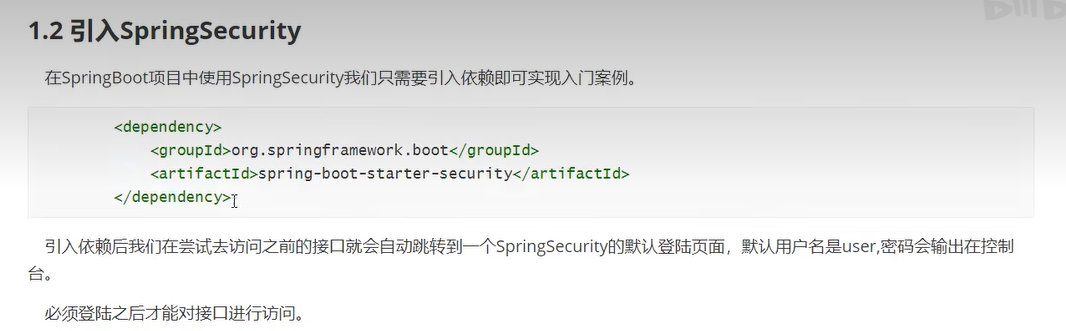 1.2 引入SpringSecurity
在SpringBoot项目中使用SpringSecurity我们只需要引入依赖即可实现入门案例。
<dependency>
<groupId>org.springframework.boot</groupId>
<artifactId>spring-boot-starter-security</artifactId>
</dependency>
引入依赖后我们在尝试去访问之前的接口就会自动跳转到一个SpringSecurity的默认登陆页面，默认用户名是user,密码会输出在控制
台。
必须登陆之后才能对接口进行访问。